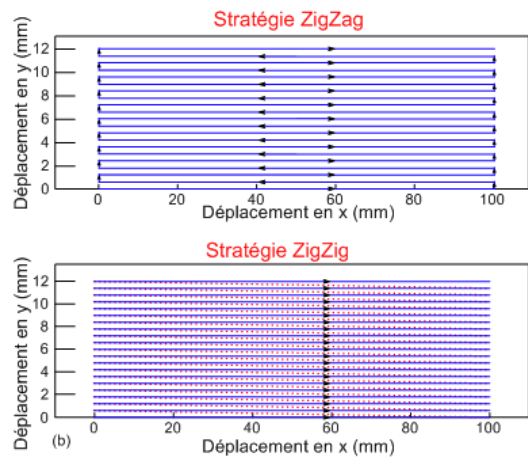 Stratégie ZigZag
Déplacement en y (mm)
12
10
8
6
4
2
0
0 20 40 60 80 100
Déplacement en x (mm)
Stratégie ZigZig
Déplacement en y (mm)
12
10
8
6
4
2
0
(b)
0 20 40 60 80 100
Déplacement en x (mm)